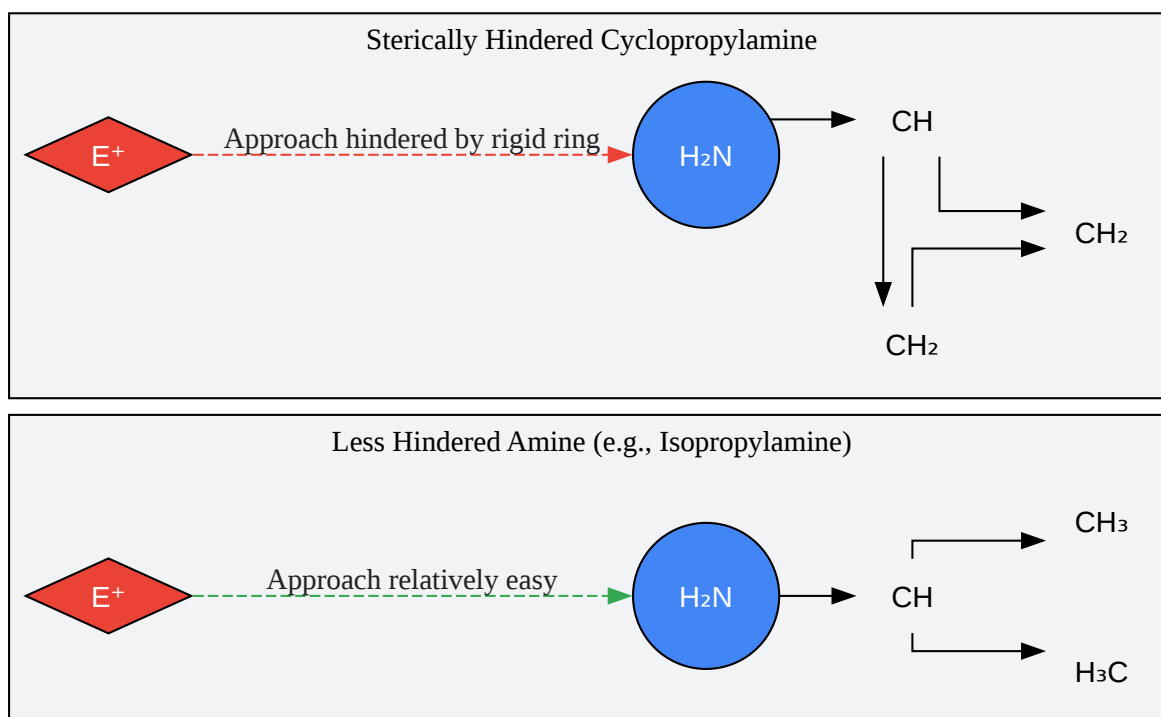 Sterically Hindered Cyclopropylamine
E⁺
Approach hindered by rigid ring
H₂N
CH
CH₂
CH₂
Less Hindered Amine (e.g., Isopropylamine)
E⁺
Approach relatively easy
H₂N
CH
CH₃
H₃C